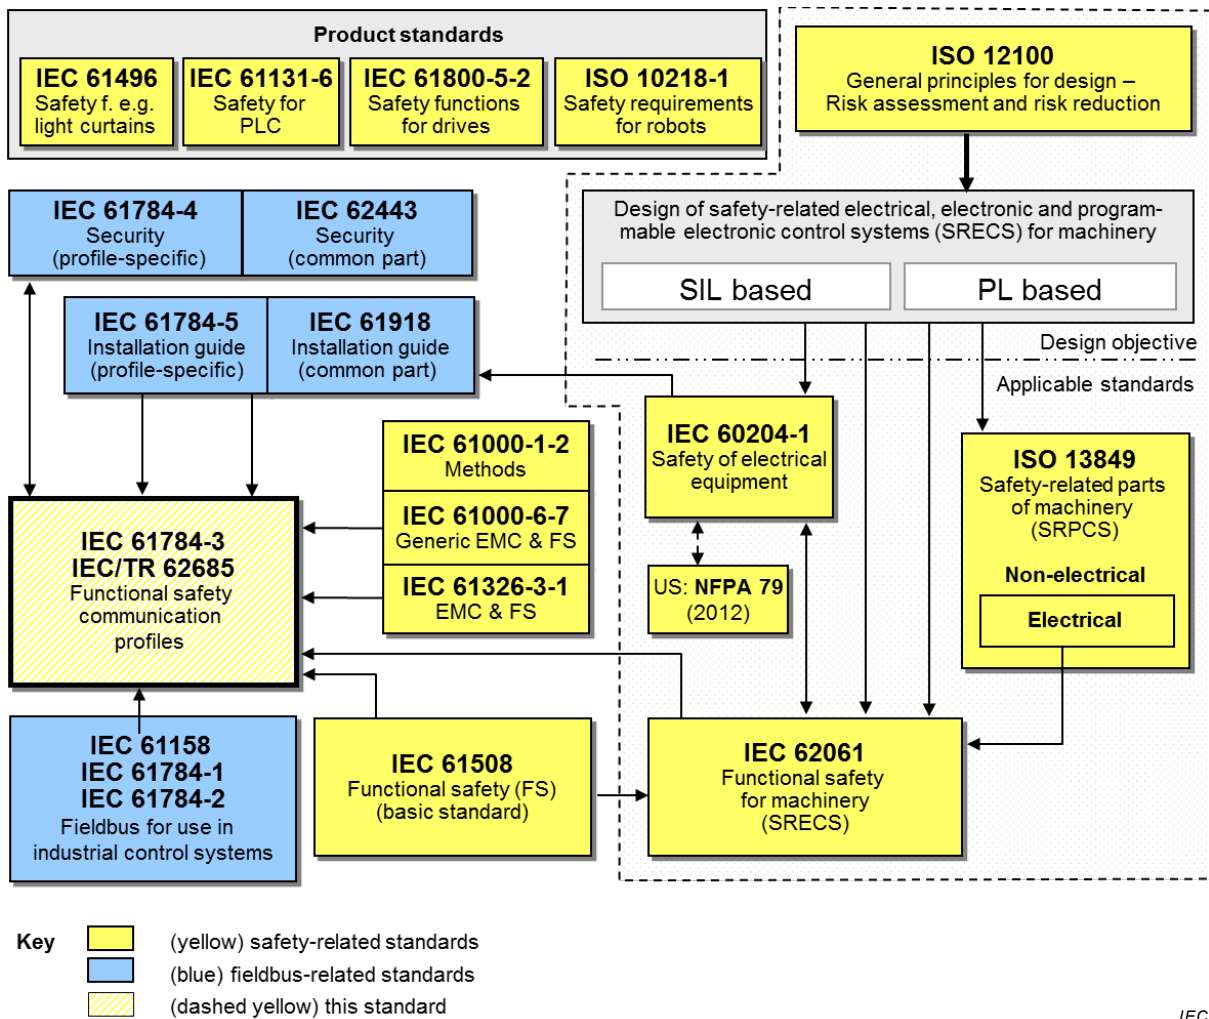 Product standards
IEC 61496
Safety f. e.g.
light curtains
IEC 61131-6
Safety for
PLC
IEC 61800-5-2
Safety functions
for drives
ISO 10218-1
Safety requirements
for robots
ISO 12100
General principles for design –
Risk assessment and risk reduction
IEC 61784-4
Security
(profile-specific)
IEC 62443
Security
(common part)
Design of safety-related electrical, electronic and program-
mable electronic control systems (SRECS) for machinery
SIL based
PL based
IEC 61784-5
Installation guide
(profile-specific)
IEC 61918
Installation guide
(common part)
Design objective
Applicable standards
IEC 61000-1-2
Methods
IEC 61000-6-7
Generic EMC & FS
IEC 61326-3-1
EMC & FS
IEC 60204-1
Safety of electrical
equipment
US: NFPA 79
(2012)
ISO 13849
Safety-related parts
of machinery
(SRPCS)
Non-electrical
Electrical
IEC 61784-3
IEC/TR 62685
Functional safety
communication
profiles
IEC 61158
IEC 61784-1
IEC 61784-2
Fieldbus for use in
industrial control systems
IEC 61508
Functional safety (FS)
(basic standard)
IEC 62061
Functional safety
for machinery
(SRECS)
Key
(yellow) safety-related standards
(blue) fieldbus-related standards
(dashed yellow) this standard
IEC